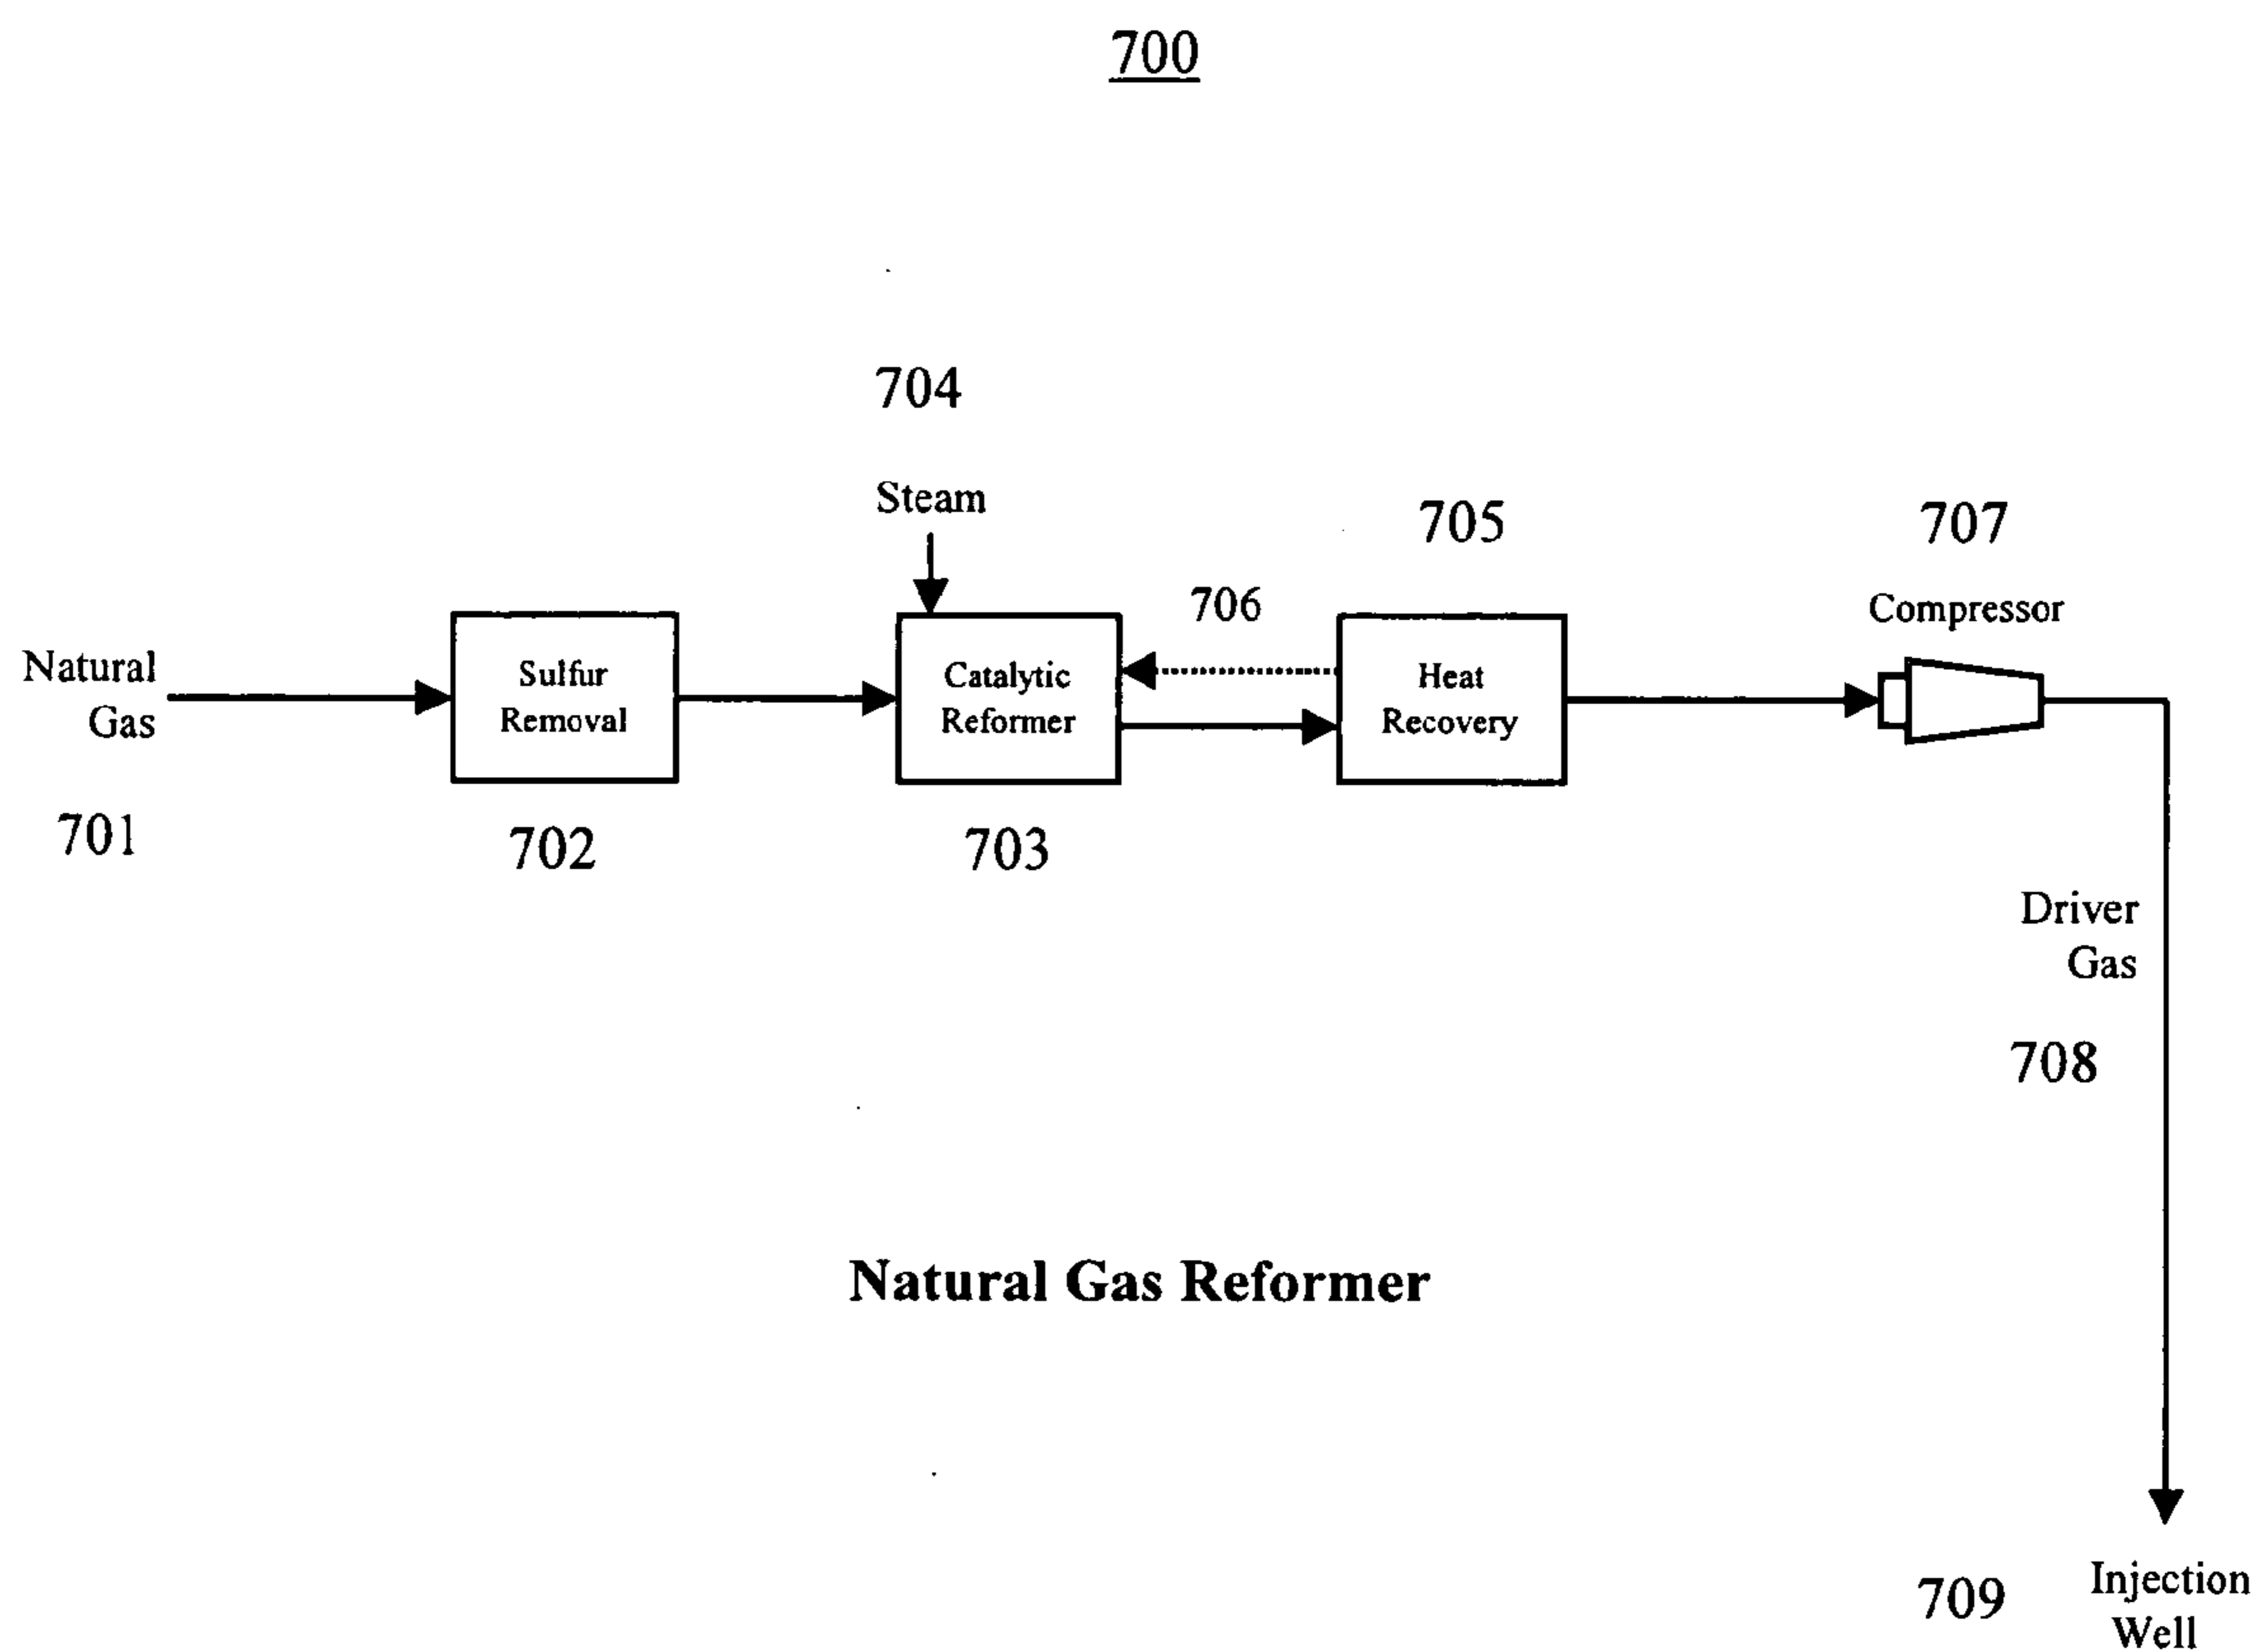 700
704
Steam
705
707
706
Compressor
Natural
Gas
Sulfur
Removal
Catalytic
Reformer
Heat
Recovery
701
702
703
Driver
Gas
708
Natural Gas Reformer
709
Injection
Well